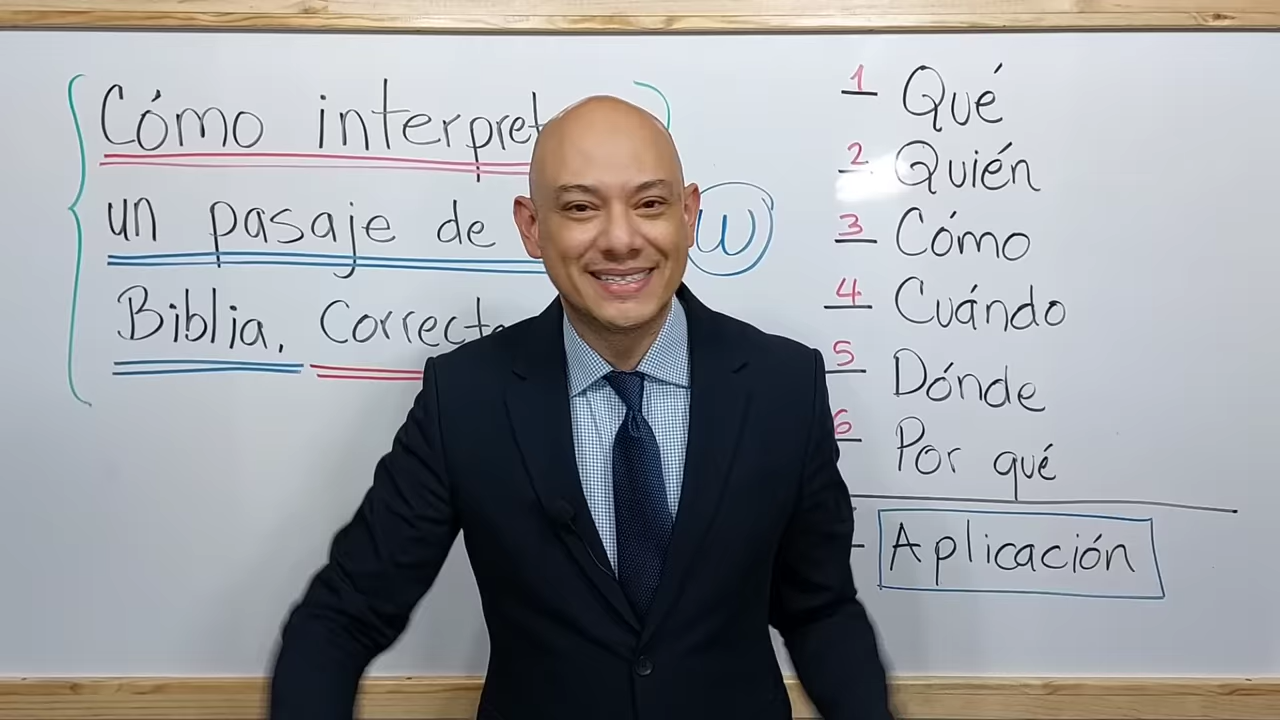 Cómo interpret
un pasaje de
W
Biblia, Correcta
1 Qué
2 Quién
3 Cómo
4 Cuándo
5 Dónde
6 Por qué
Aplicación